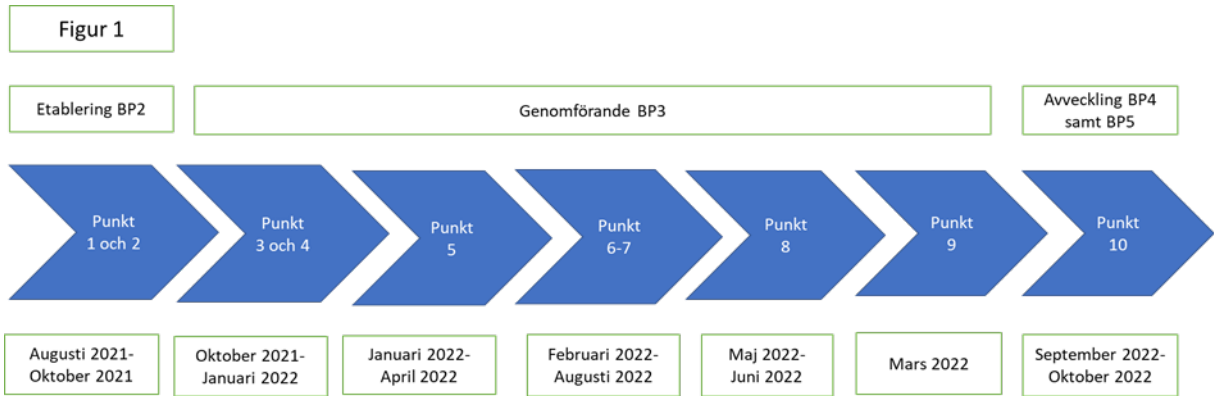 Figur 1
Etablering BP2
Genomförande BP3
Avveckling BP4
samt BP5
Punkt
1 och 2
Punkt
3 och 4
Punkt
5
Punkt
6-7
Punkt
8
Punkt
9
Punkt
10
Augusti 2021-
Oktober 2021
Oktober 2021-
Januari 2022
Januari 2022-
April 2022
Februari 2022-
Augusti 2022
Maj 2022-
Juni 2022
Mars 2022
September 2022-
Oktober 2022